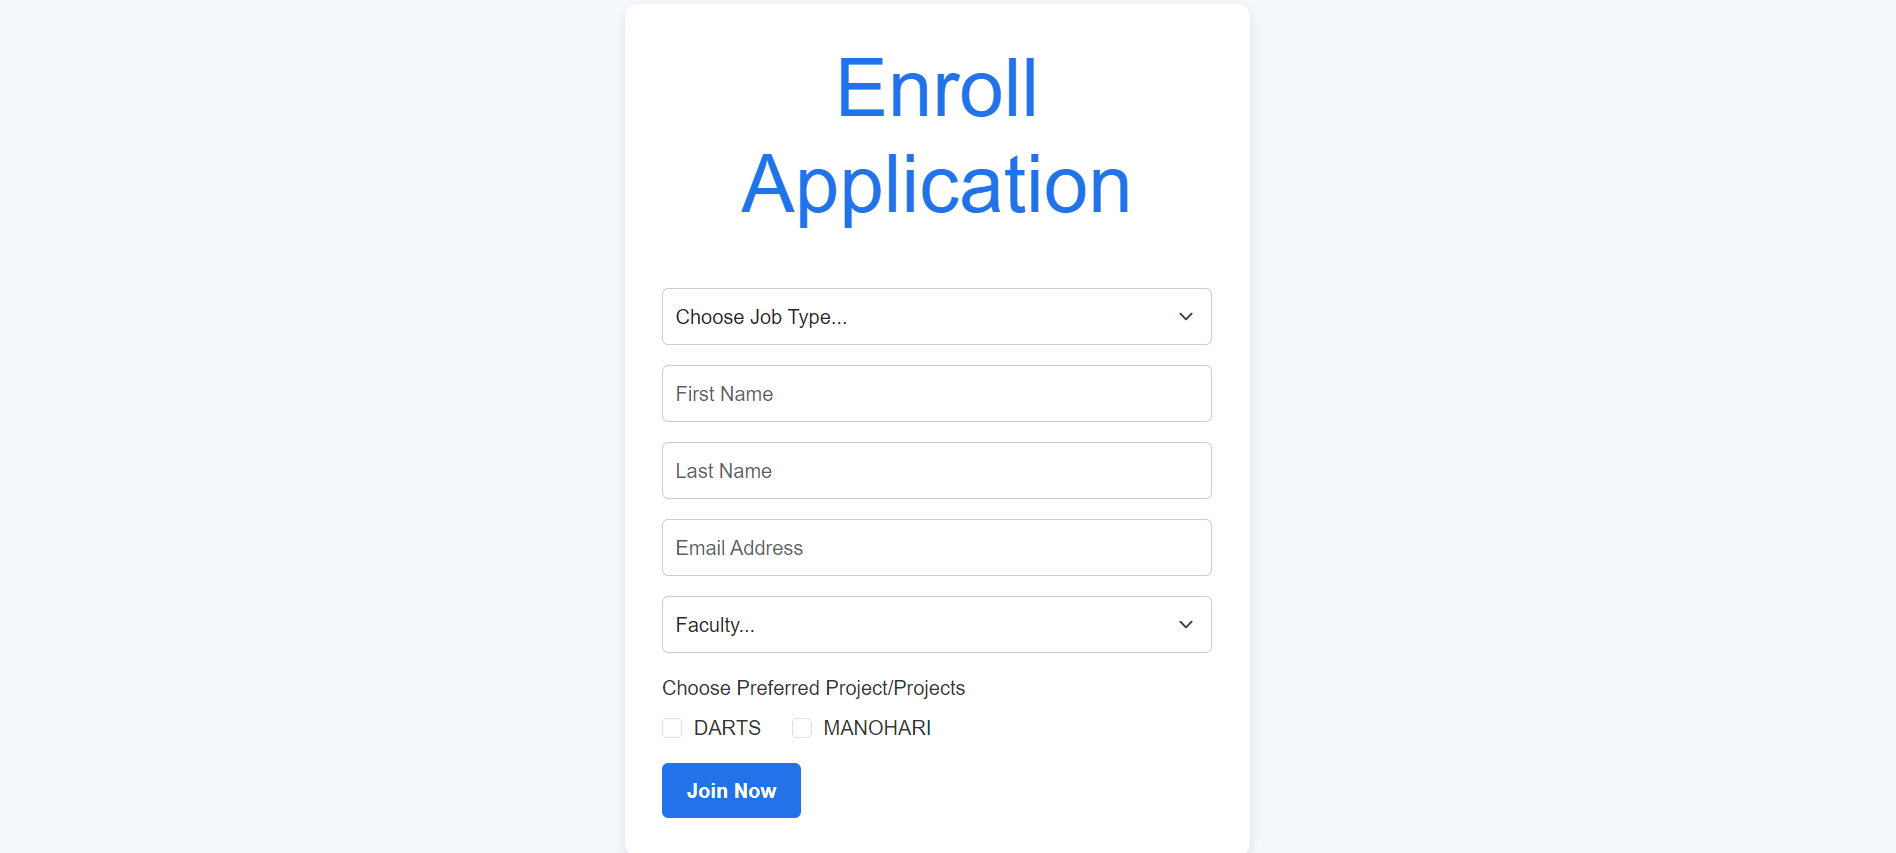 Enroll
Application
Choose Job Type...
First Name
Last Name
Email Address
Faculty...
Choose Preferred Project/Projects
DARTS MANOHARI
Join Now